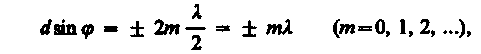 d sin φ = ± 2m λ/2 = ± mλ (m=0, 1, 2, ...),